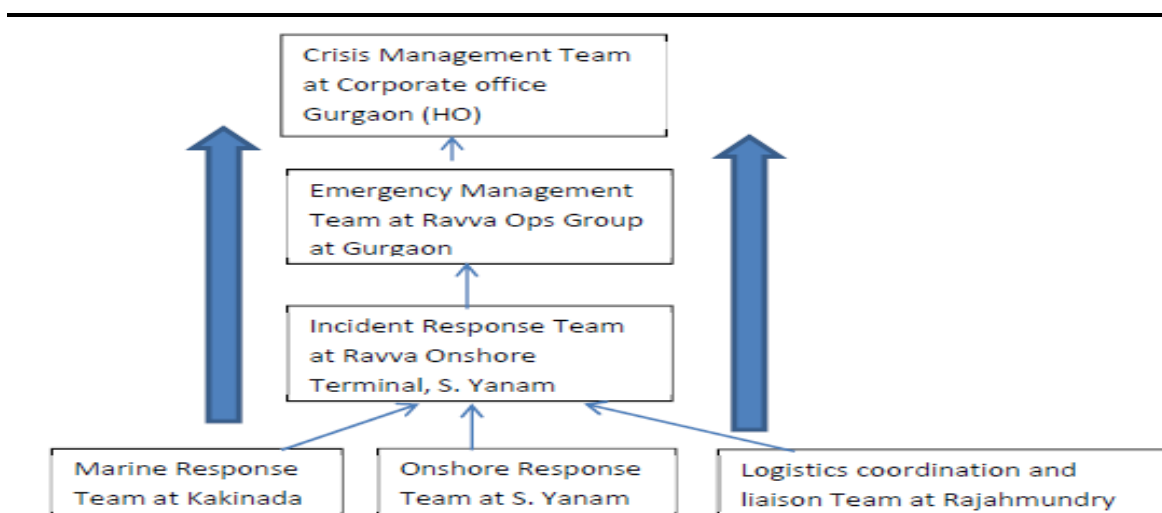 Crisis Management Team
at Corporate office
Gurgaon (HO)
Emergency Management
Team at Ravva Ops Group
at Gurgaon
Incident Response Team
at Ravva Onshore
Terminal, S. Yanam
Marine Response
Team at Kakinada
Onshore Response
Team at S. Yanam
Logistics coordination and
liaison Team at Rajahmundry